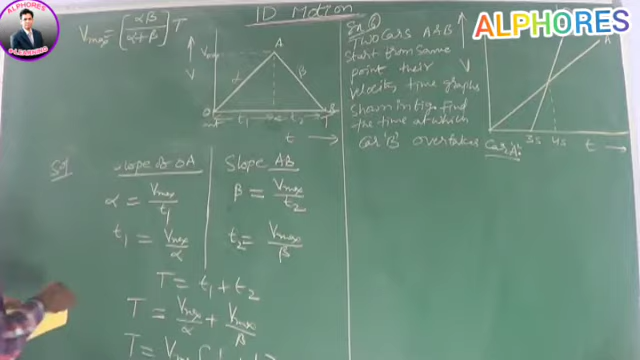 1D Motion
Vmax = [αβ / α+β] T
A
Vmax
V
α
β
O
B
t₁
t₂
t
Sol
Slope of OA
α = Vmax / t₁
t₁ = Vmax / α
Slope AB
β = Vmax / t₂
t₂ = Vmax / β
T = t₁ + t₂
T = Vmax / α + Vmax / β
T = Vmax
Two Cars A & B
start from same
point their
velocity time graphs
shown in fig. find
the time at which
Car 'B' overtakes
Car 'A'.
V
A
3s
4s
t
ALPHORES
ALPHORES
E-LEARNING